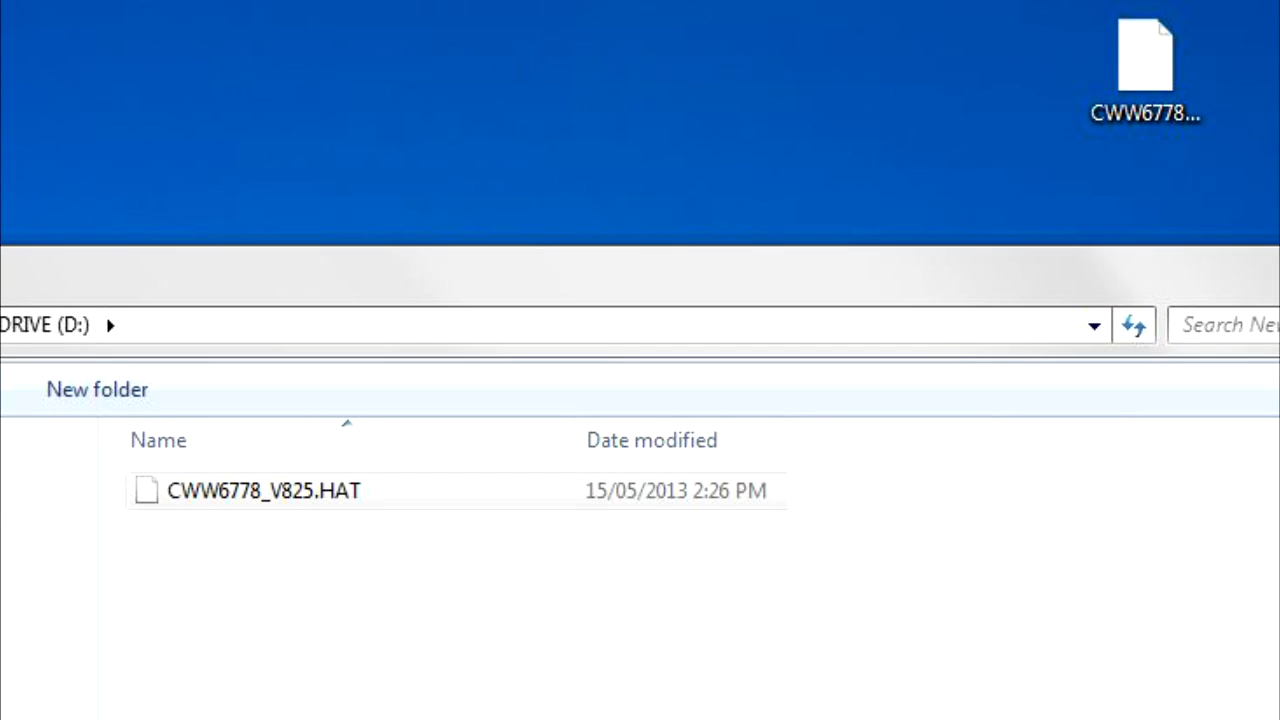 CWW6778...
DRIVE (D:)
Search Ne
New folder
Name Date modified
CWW6778_V825.HAT 15/05/2013 2:26 PM